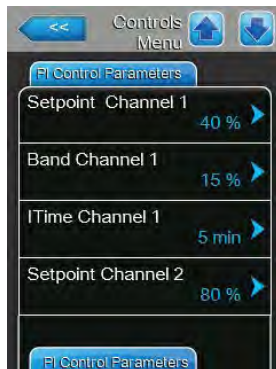 <<
Controls
Menu
PI Control Parameters
Setpoint Channel 1
40 %
Band Channel 1
15 %
ITime Channel 1
5 min
Setpoint Channel 2
80 %
PI Control Parameters